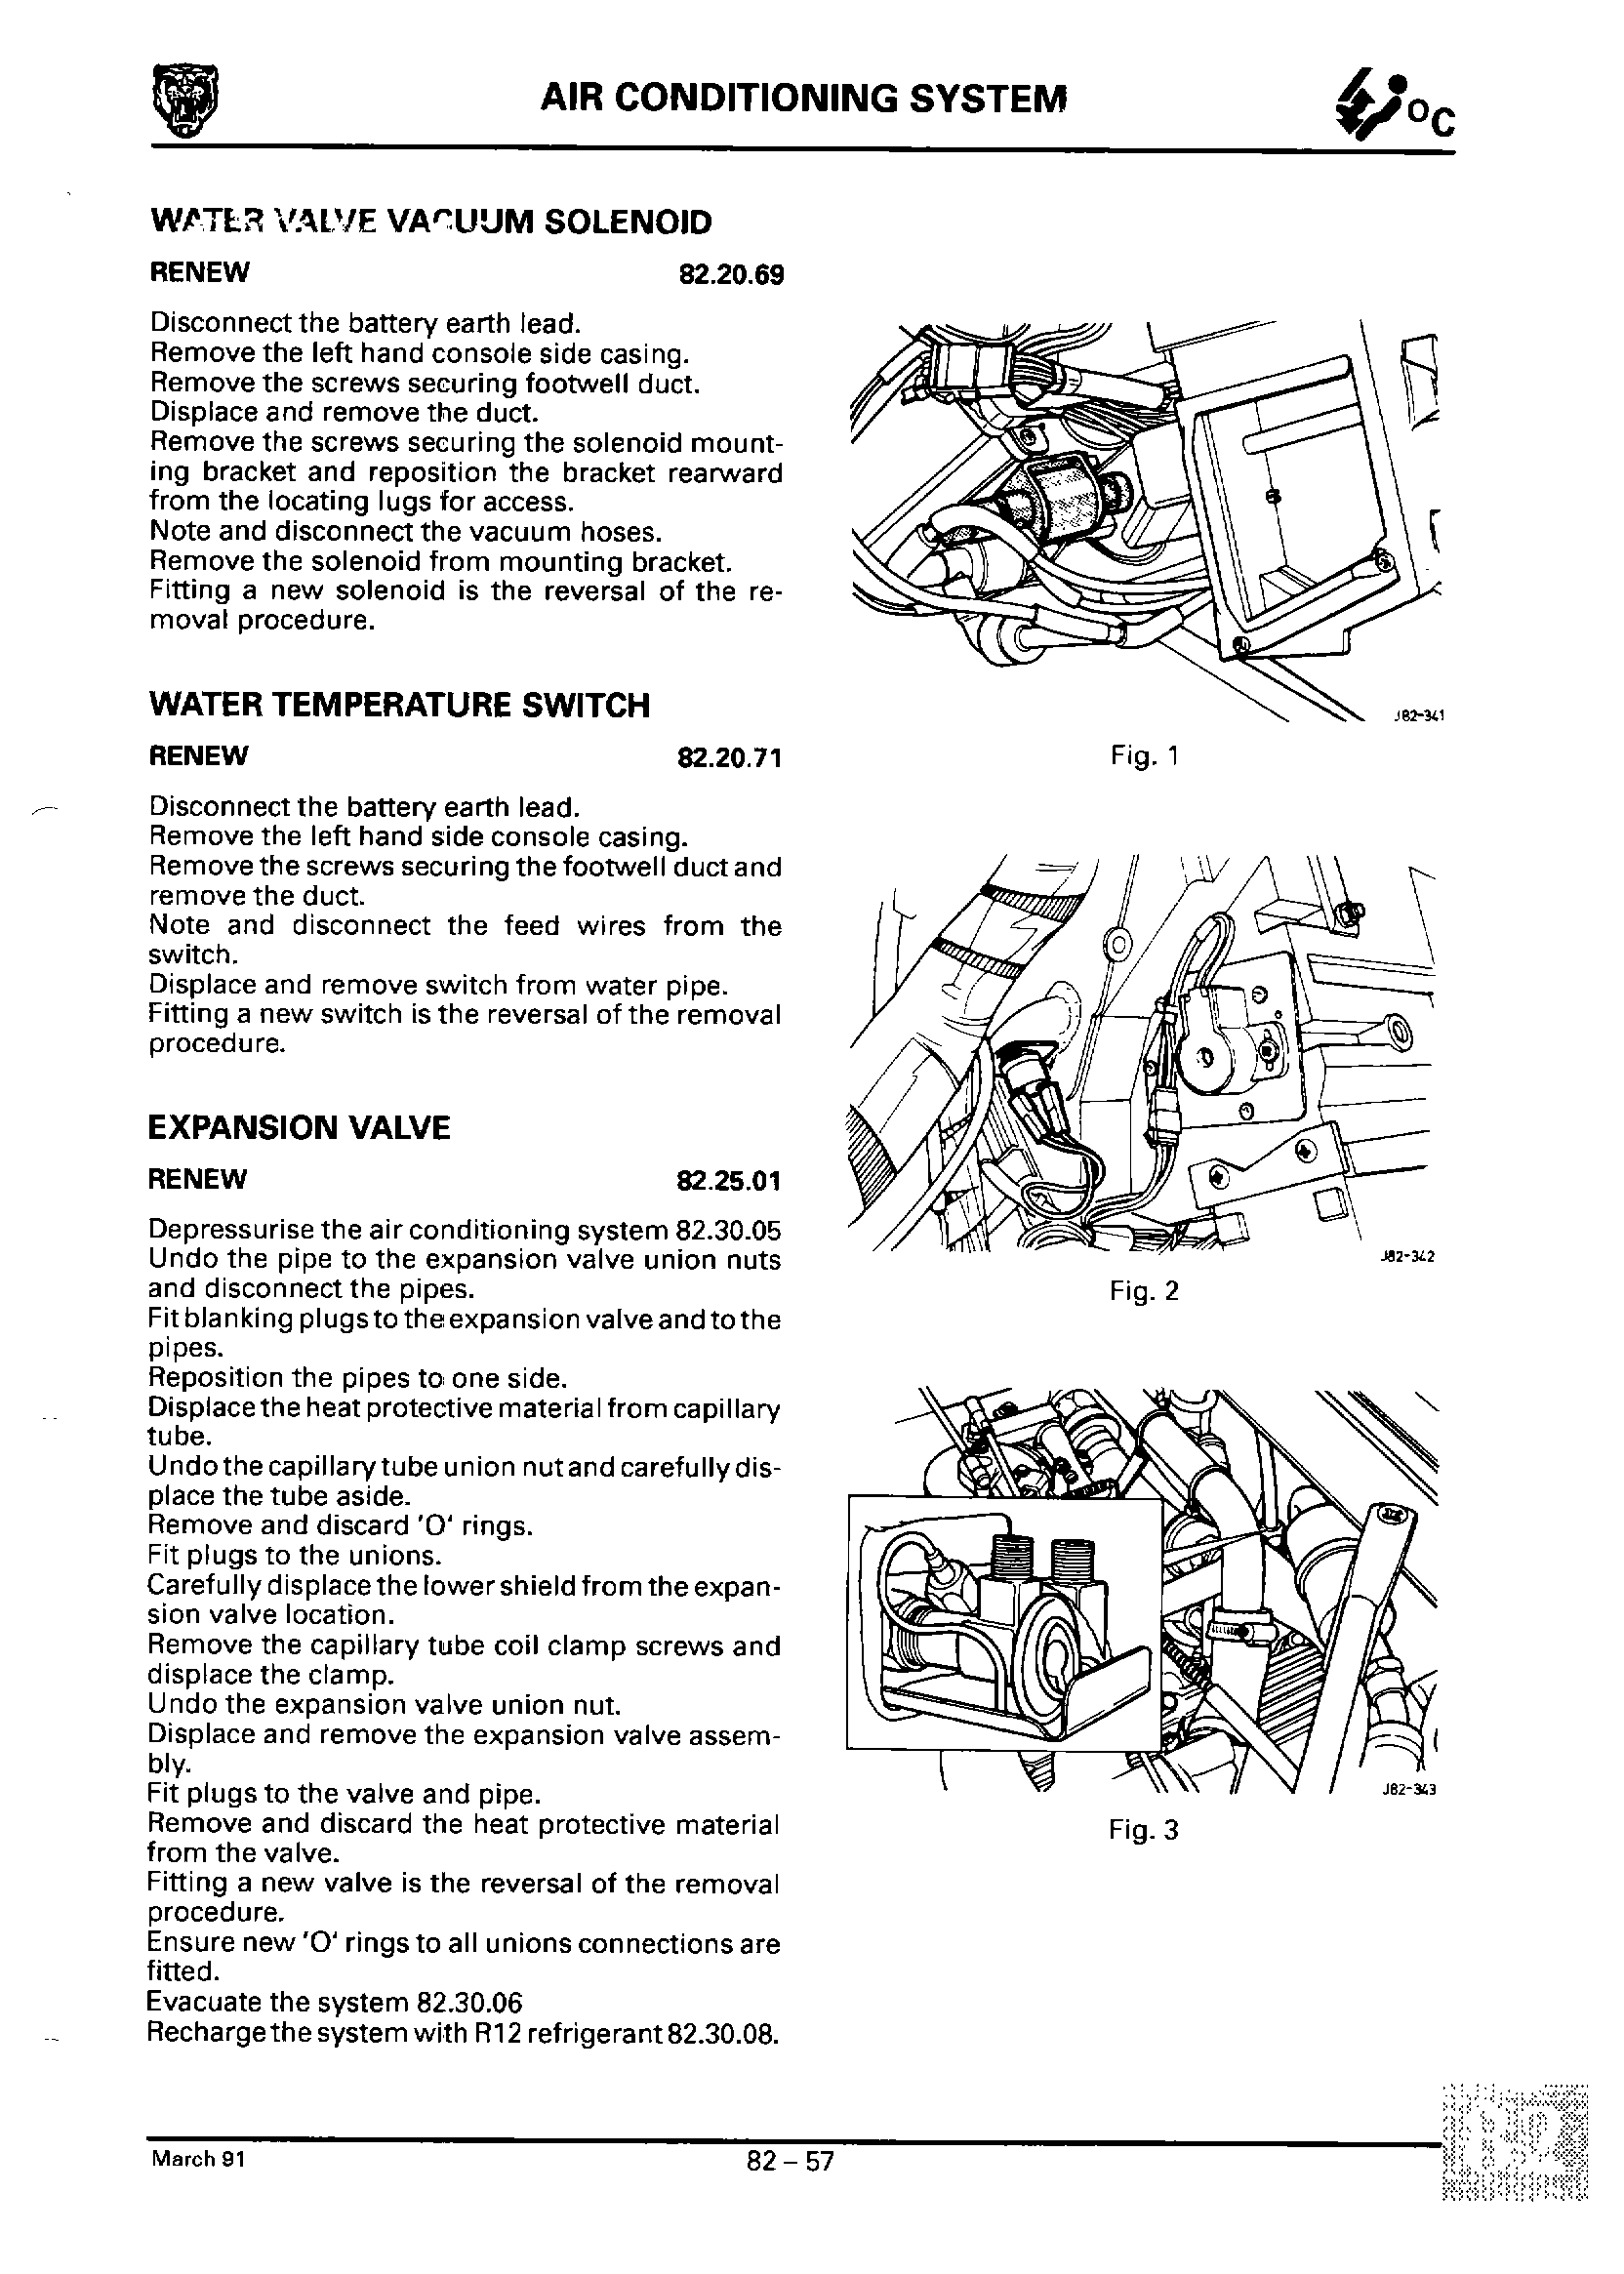 AIR CONDITIONING SYSTEM
°C
WATER VALVE VACUUM SOLENOID
RENEW 82.20.69
Disconnect the battery earth lead.
Remove the left hand console side casing.
Remove the screws securing footwell duct.
Displace and remove the duct.
Remove the screws securing the solenoid mount-
ing bracket and reposition the bracket rearward
from the locating lugs for access.
Note and disconnect the vacuum hoses.
Remove the solenoid from mounting bracket.
Fitting a new solenoid is the reversal of the re-
moval procedure.
WATER TEMPERATURE SWITCH
RENEW 82.20.71
Disconnect the battery earth lead.
Remove the left hand side console casing.
Remove the screws securing the footwell duct and
remove the duct.
Note and disconnect the feed wires from the
switch.
Displace and remove switch from water pipe.
Fitting a new switch is the reversal of the removal
procedure.
EXPANSION VALVE
RENEW 82.25.01
Depressurise the air conditioning system 82.30.05
Undo the pipe to the expansion valve union nuts
and disconnect the pipes.
Fit blanking plugs to the expansion valve and to the
pipes.
Reposition the pipes to one side.
Displace the heat protective material from capillary
tube.
Undo the capillary tube union nut and carefully dis-
place the tube aside.
Remove and discard 'O' rings.
Fit plugs to the unions.
Carefully displace the lower shield from the expan-
sion valve location.
Remove the capillary tube coil clamp screws and
displace the clamp.
Undo the expansion valve union nut.
Displace and remove the expansion valve assem-
bly.
Fit plugs to the valve and pipe.
Remove and discard the heat protective material
from the valve.
Fitting a new valve is the reversal of the removal
procedure.
Ensure new 'O' rings to all unions connections are
fitted.
Evacuate the system 82.30.06
Recharge the system with R12 refrigerant 82.30.08.
J82-341
Fig. 1
J82-342
Fig. 2
J82-343
Fig. 3
March 91
82 – 57